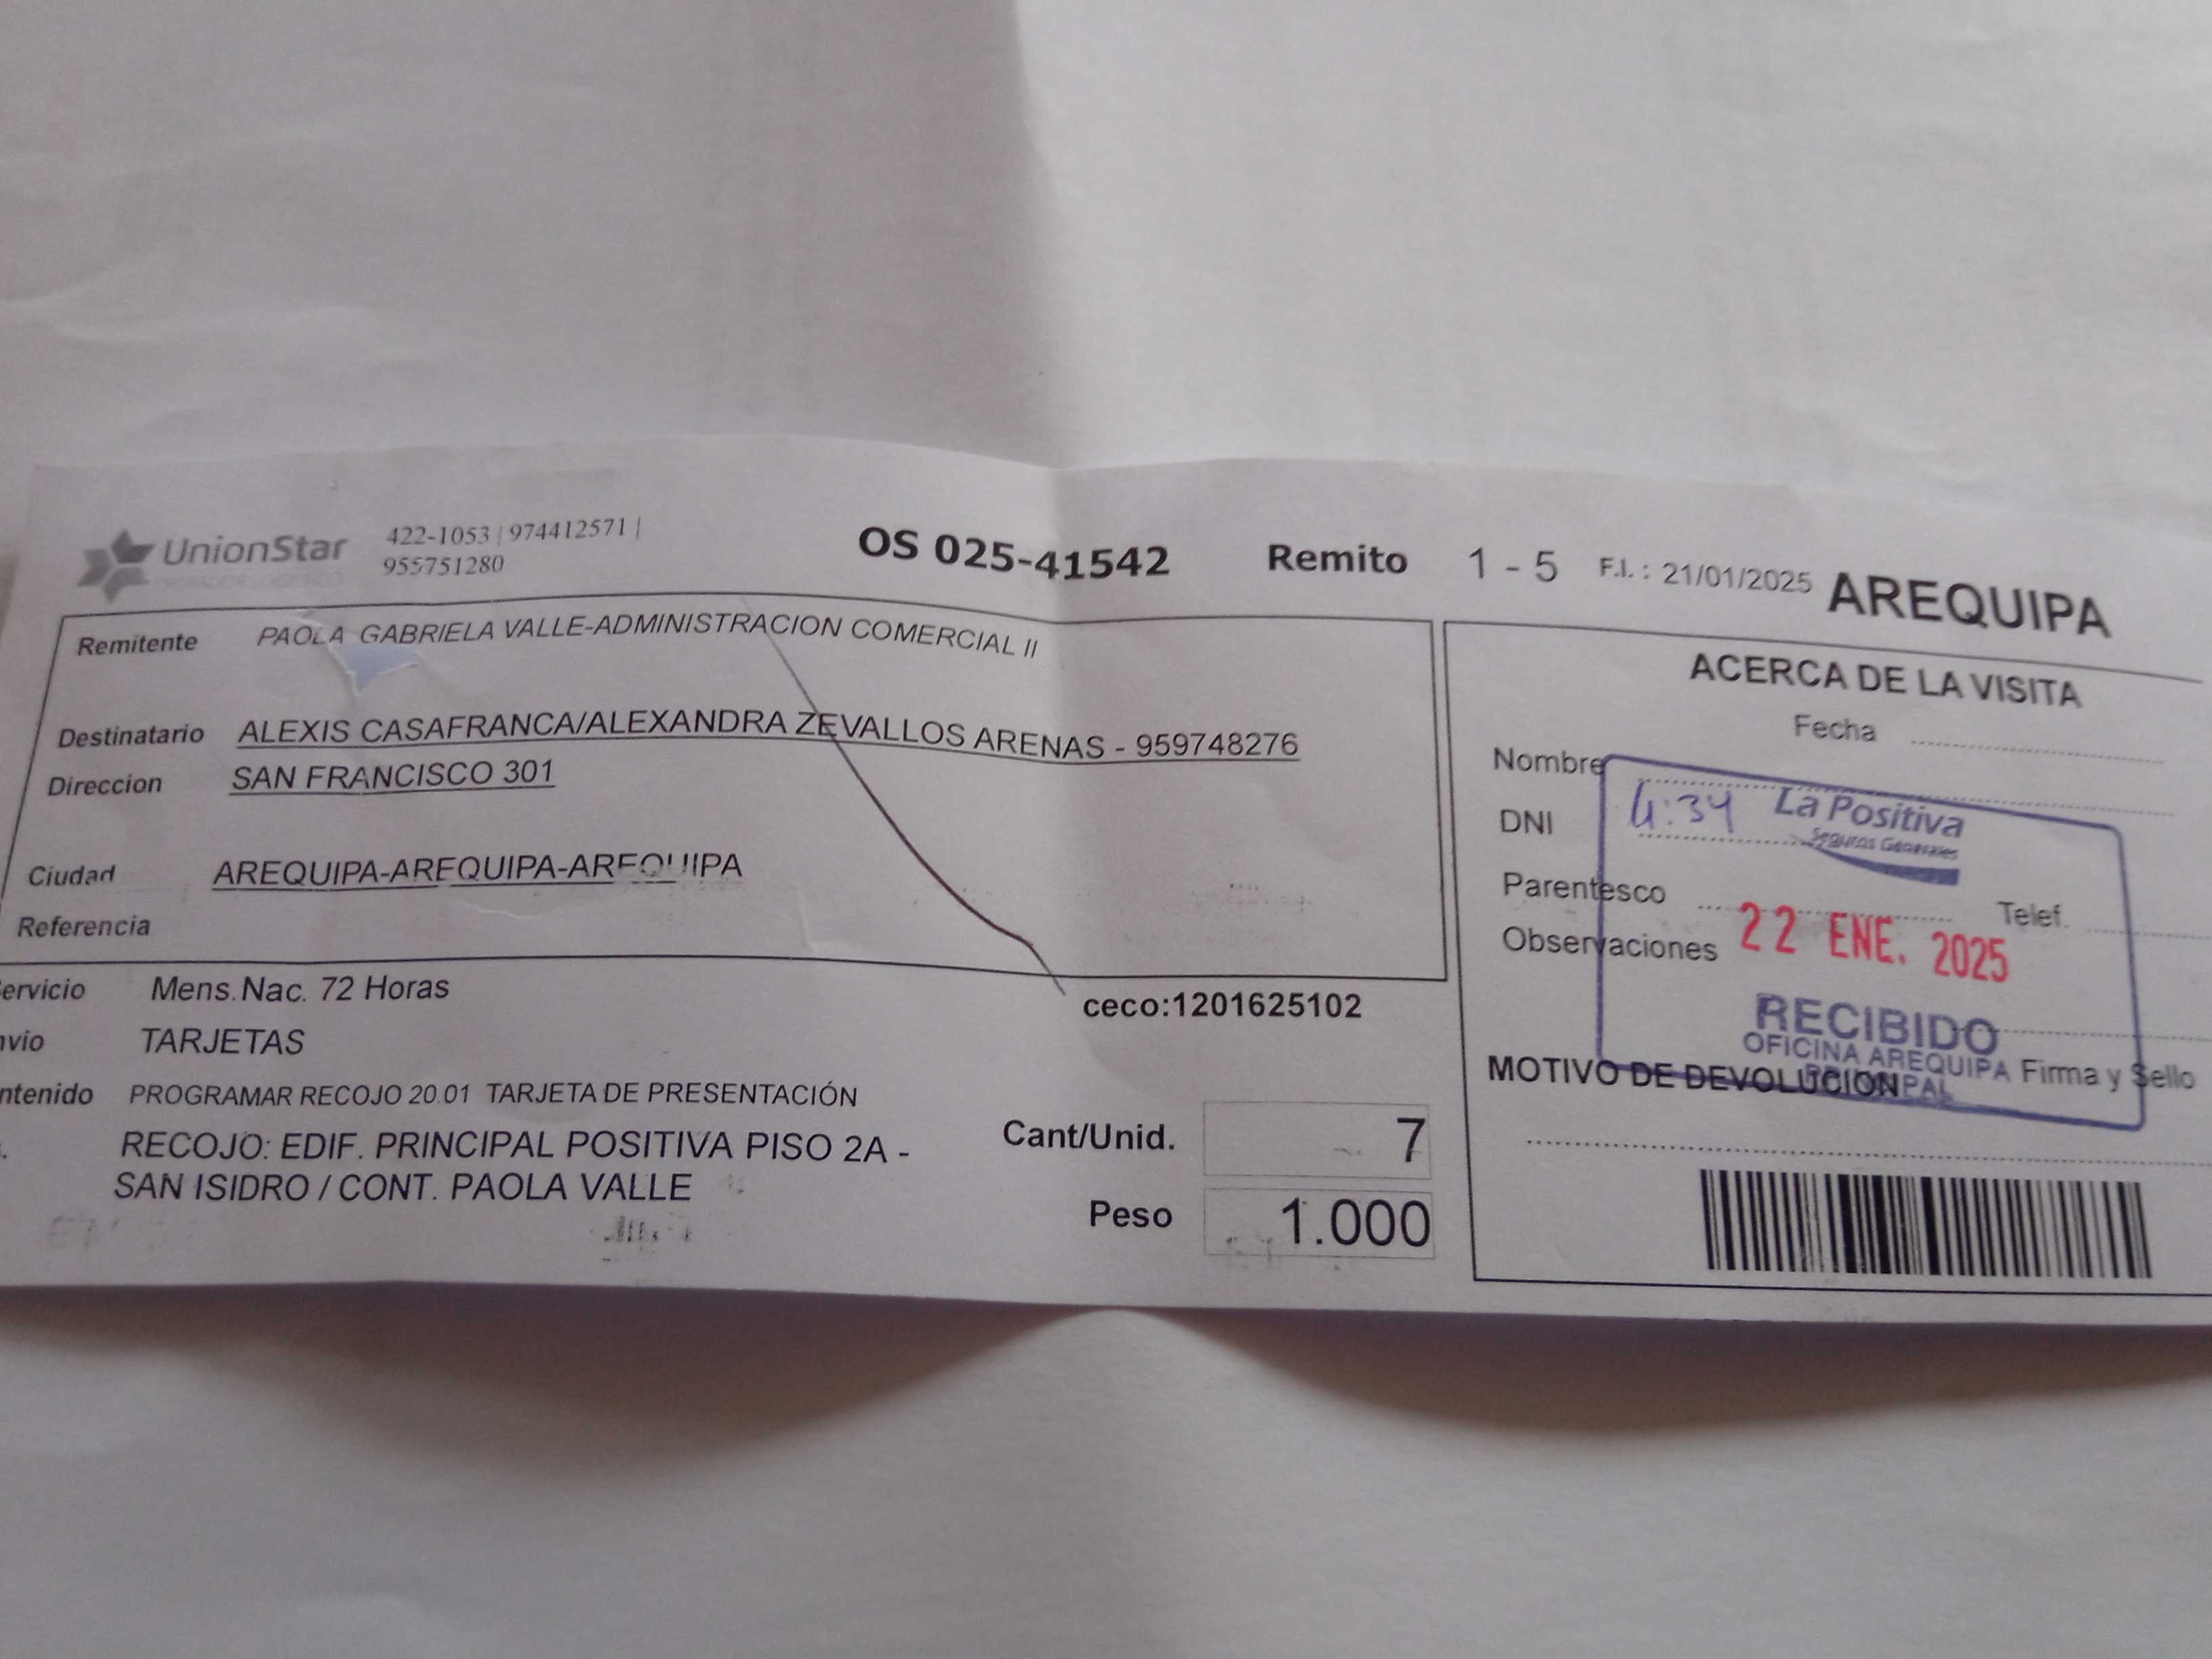 UnionStar 422-1053 | 974412571 |
955751280
OS 025-41542 Remito 1 - 5 F.I. : 21/01/2025 AREQUIPA
Remitente PAOLA GABRIELA VALLE-ADMINISTRACION COMERCIAL II
Destinatario ALEXIS CASAFRANCA/ALEXANDRA ZEVALLOS ARENAS - 959748276
Direccion SAN FRANCISCO 301
Ciudad AREQUIPA-AREQUIPA-AREQUIPA
Referencia
ervicio Mens.Nac. 72 Horas
ceco:1201625102
nvio TARJETAS
ntenido PROGRAMAR RECOJO 20.01 TARJETA DE PRESENTACIÓN
RECOJO: EDIF. PRINCIPAL POSITIVA PISO 2A -
SAN ISIDRO / CONT. PAOLA VALLE
Cant/Unid. 7
Peso 1.000
ACERCA DE LA VISITA
Fecha
Nombre
DNI
Parentesco Telef.
Observaciones
Firma y Sello
MOTIVO DE DEVOLUCION
4:34 La Positiva
Seguros Generales
22 ENE. 2025
RECIBIDO
OFICINA AREQUIPA